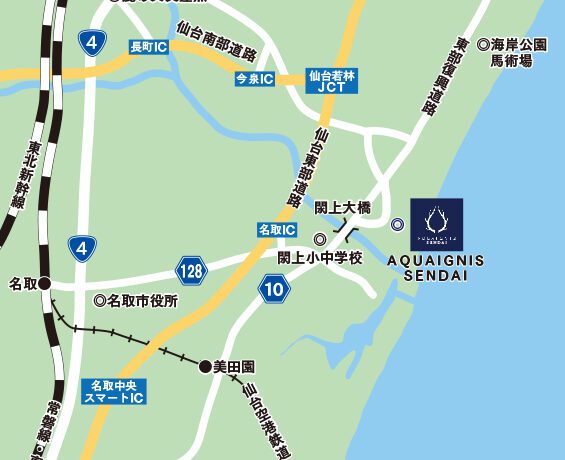 4
長町IC
仙台南部道路
今泉IC
仙台若林
JCT
海岸公園
馬術場
東部復興道路
東北新幹線
仙台東部道路
閖上大橋
名取IC
閖上小中学校
AQUAIGNIS
SENDAI
AQUAIGNIS
SENDAI
4
128
10
名取
名取市役所
美田園
名取中央
スマートIC
仙台空港鉄道
常磐線